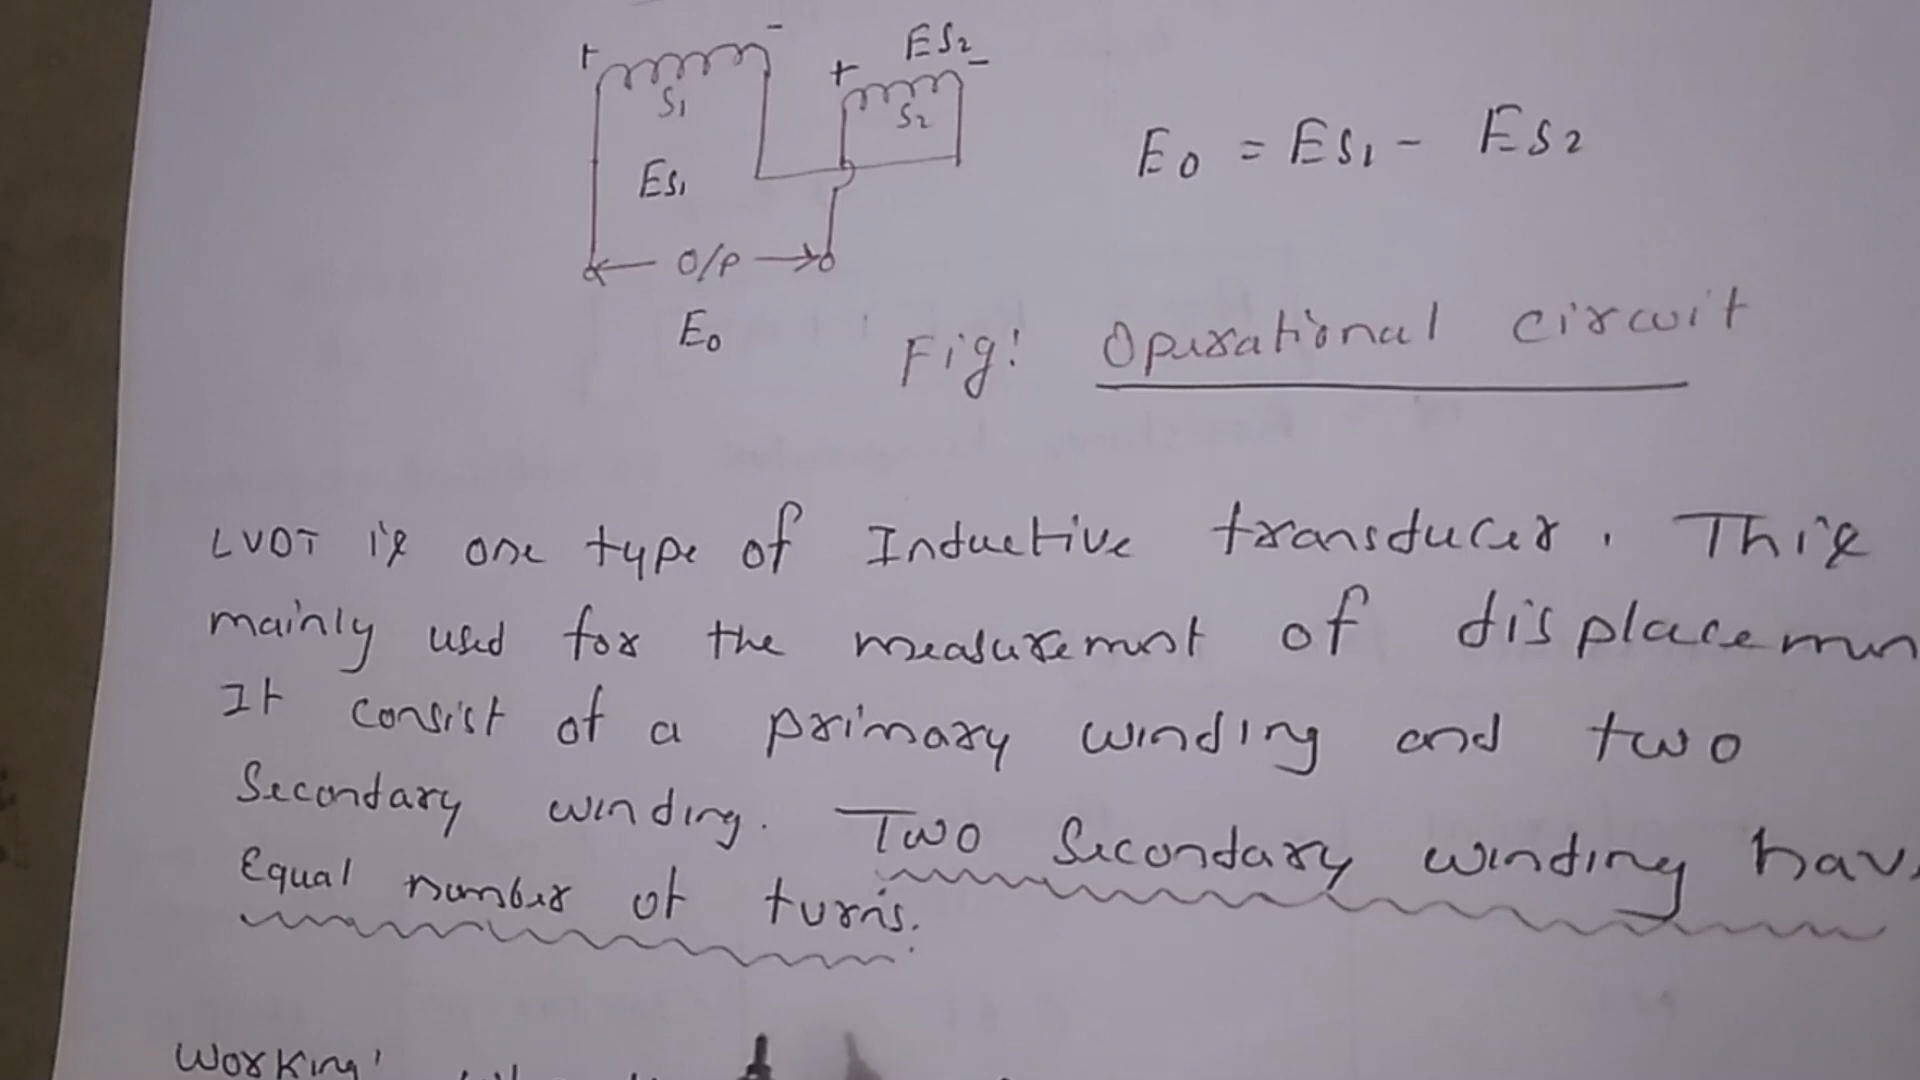 + - + ES2 -
S1 S2
ES1
E0 = ES1 - ES2
O/P
E0
Fig: Operational circuit
LVDT is one type of Inductive transducer. This
mainly used for the measurement of displacemen
It consist of a primary winding and two
Secondary winding. Two Secondary winding hav
Equal number of turns.
Working: